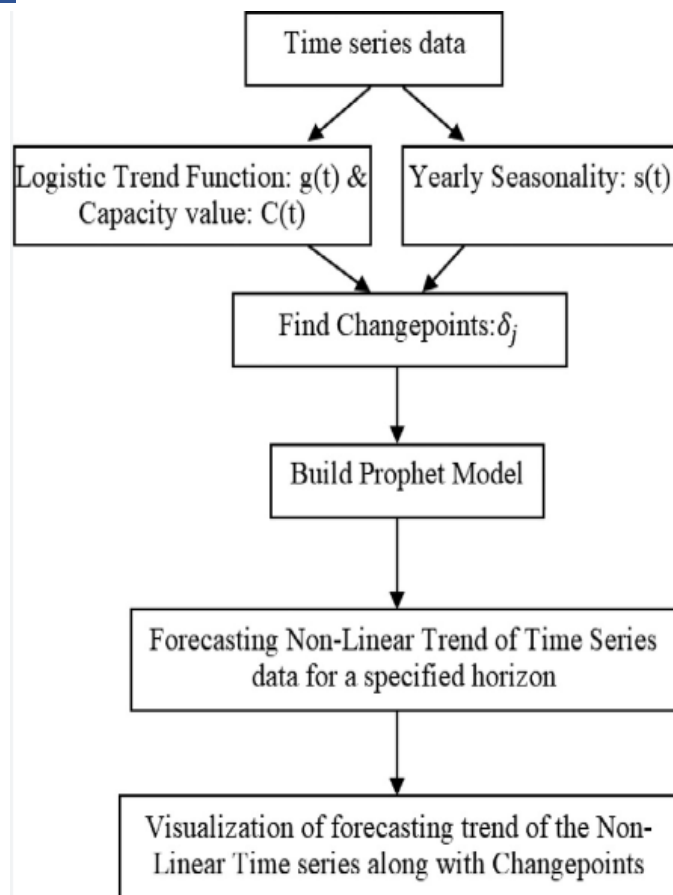 Time series data
Logistic Trend Function: g(t) &
Capacity value: C(t)
Yearly Seasonality: s(t)
Find Changepoints:δ_j
Build Prophet Model
Forecasting Non-Linear Trend of Time Series
data for a specified horizon
Visualization of forecasting trend of the Non-
Linear Time series along with Changepoints